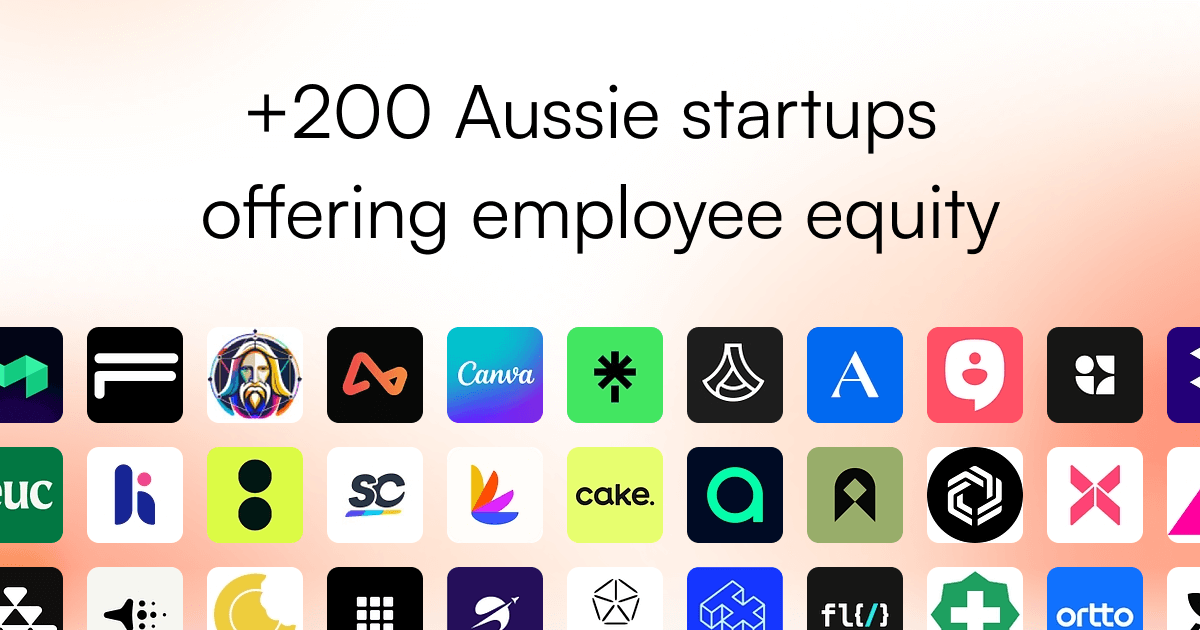 +200 Aussie startups
offering employee equity
Canva
A
euc
SC
cake.
a
fl{/}
ortto